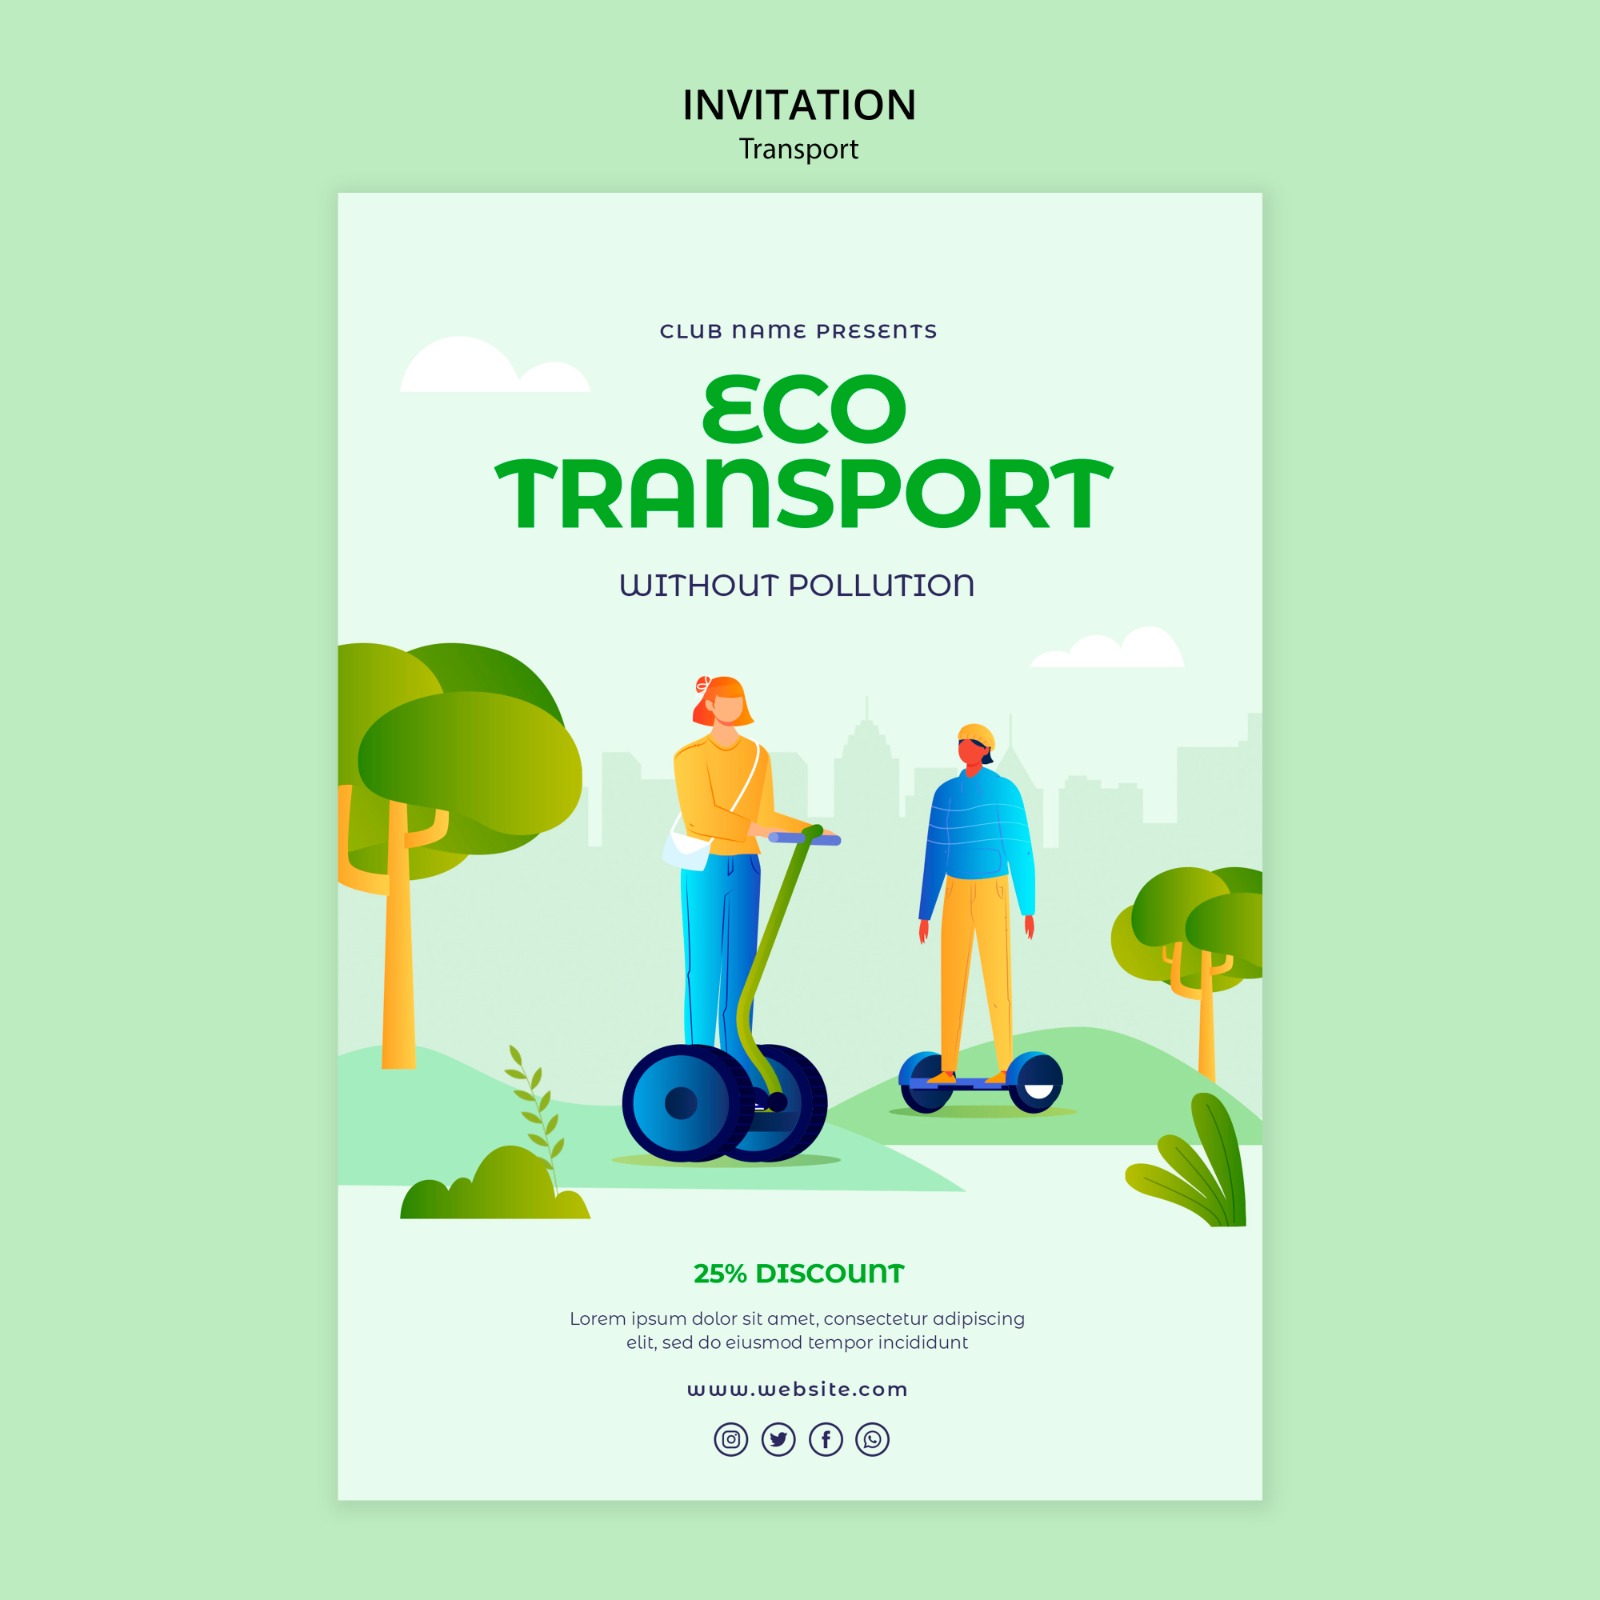 INVITATION
Transport
CLUB NAME PRESENTS
ECO
TRANSPORT
WITHOUT POLLUTION
25% DISCOUNT
Lorem ipsum dolor sit amet, consectetur adipiscing
elit, sed do eiusmod tempor incididunt
www.website.com